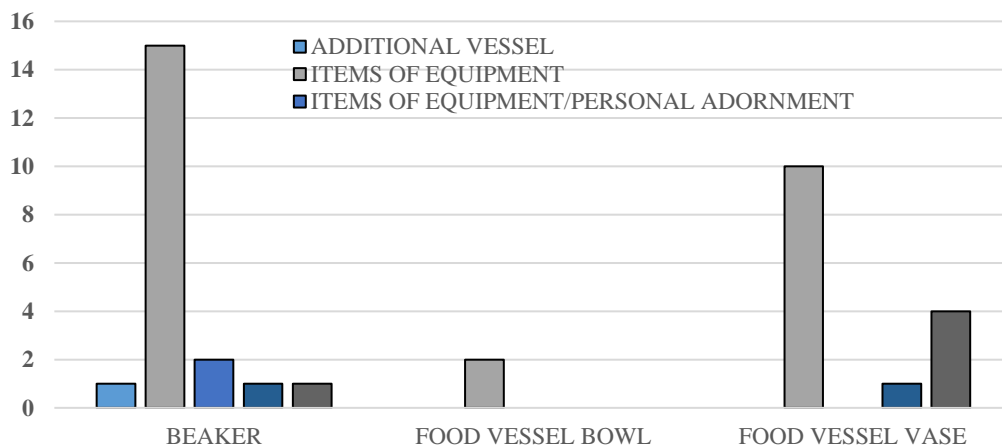 16
14
12
10
8
6
4
2
0
ADDITIONAL VESSEL
ITEMS OF EQUIPMENT
ITEMS OF EQUIPMENT/PERSONAL ADORNMENT
BEAKER FOOD VESSEL BOWL FOOD VESSEL VASE